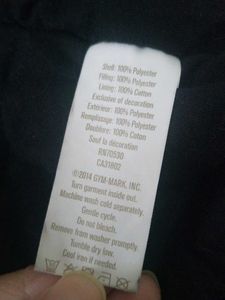 Shell: 100% Polyester
Filling: 100% Polyester
Lining: 100% Cotton
Exclusive of decoration
Extérieur: 100% Polyester
Remplissage: 100% Polyester
Doublure: 100% Coton
Sauf la décoration
RN70530
CA31802
©2014 GYM-MARK, INC.
Turn garment inside out.
Machine wash cold separately.
Gentle cycle.
Do not bleach.
Remove from washer promptly.
Tumble dry low.
Cool iron if needed.